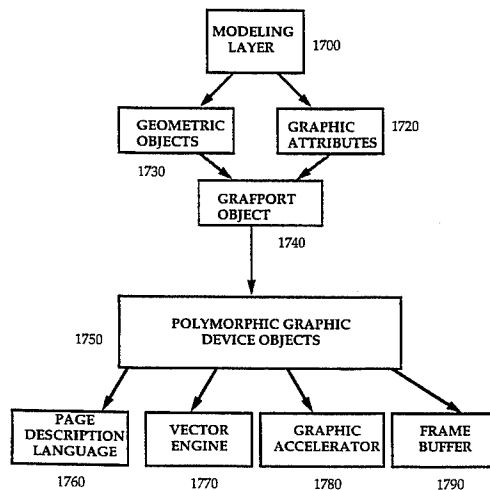 MODELING
LAYER
1700
GEOMETRIC
OBJECTS
GRAPHIC
ATTRIBUTES
1720
1730
GRAFPORT
OBJECT
1740
1750
POLYMORPHIC GRAPHIC
DEVICE OBJECTS
PAGE
DESCRIPTION
LANGUAGE
VECTOR
ENGINE
GRAPHIC
ACCELERATOR
FRAME
BUFFER
1760
1770
1780
1790